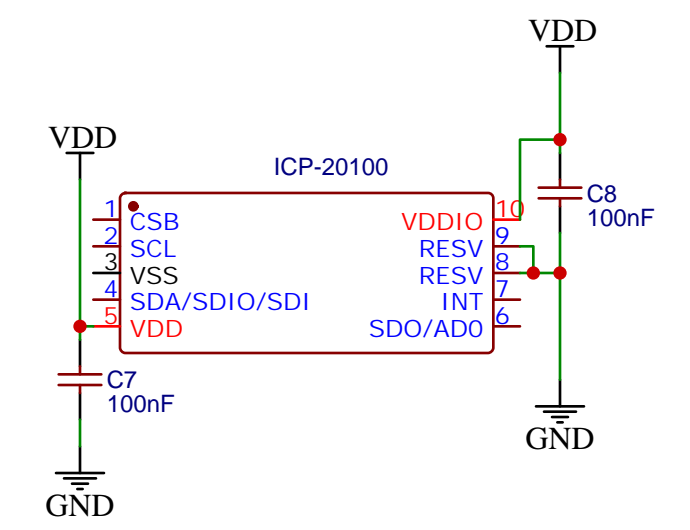 VDD
VDD
ICP-20100
1 CSB
2 SCL
3 VSS
4 SDA/SDIO/SDI
5 VDD
VDDIO 10
RESV 9
RESV 8
INT 7
SDO/AD0 6
C8
100nF
C7
100nF
GND
GND